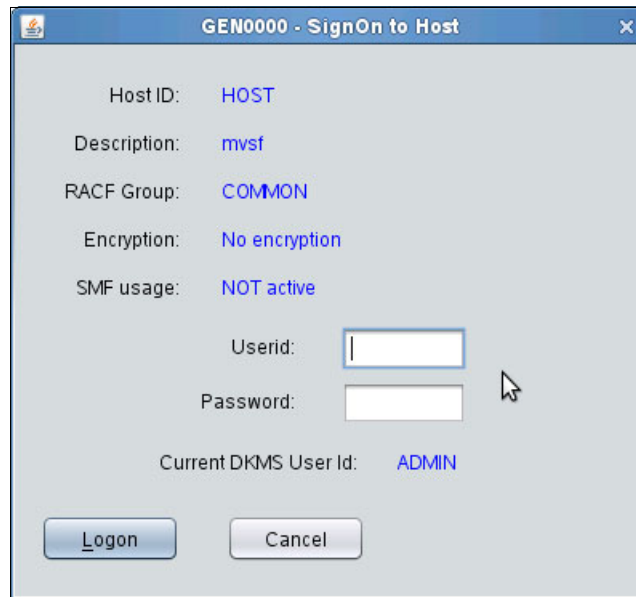 GEN0000 - SignOn to Host
Host ID: HOST
Description: mvsf
RACF Group: COMMON
Encryption: No encryption
SMF usage: NOT active
Userid:
Password:
Current DKMS User Id: ADMIN
Logon Cancel